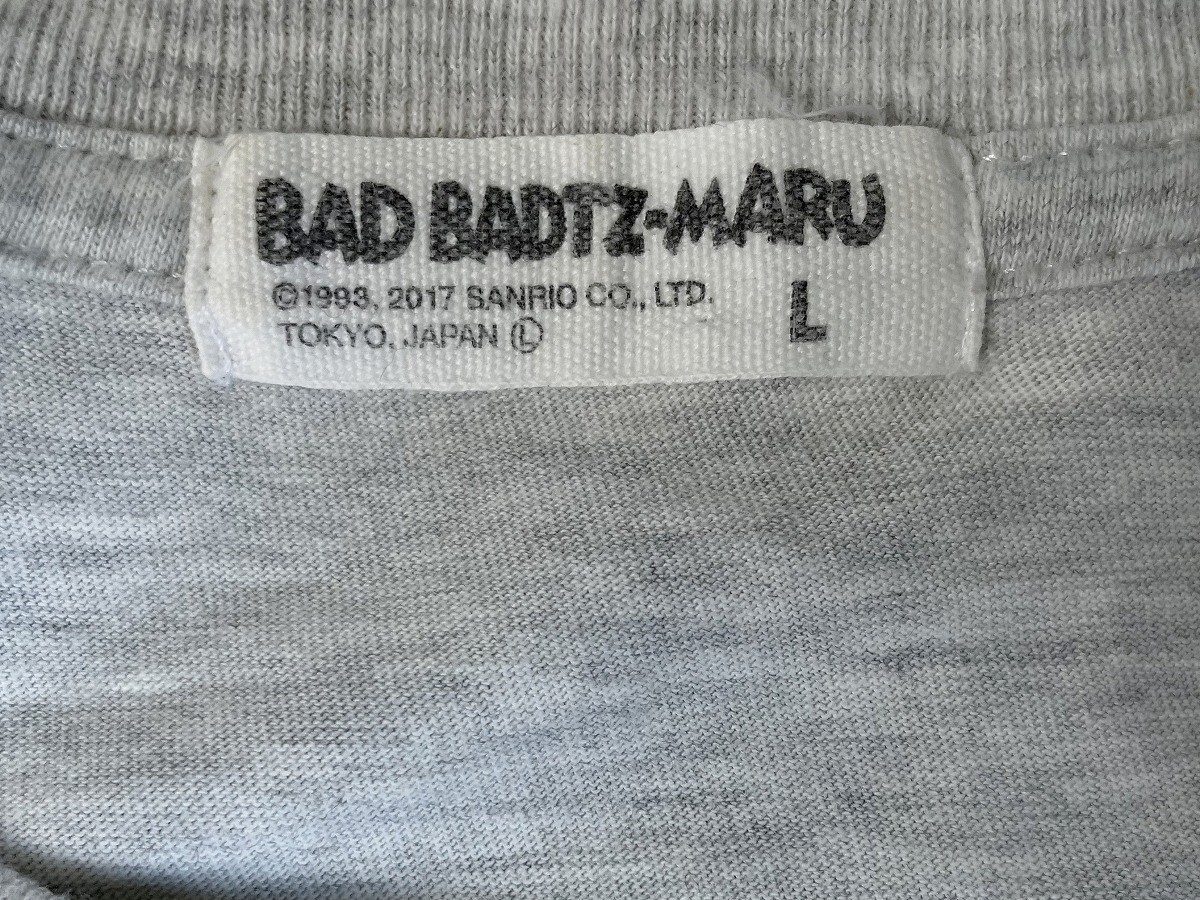 BAD BADTZ-MARU
©1993, 2017 SANRIO CO., LTD.
TOKYO, JAPAN Ⓛ
L